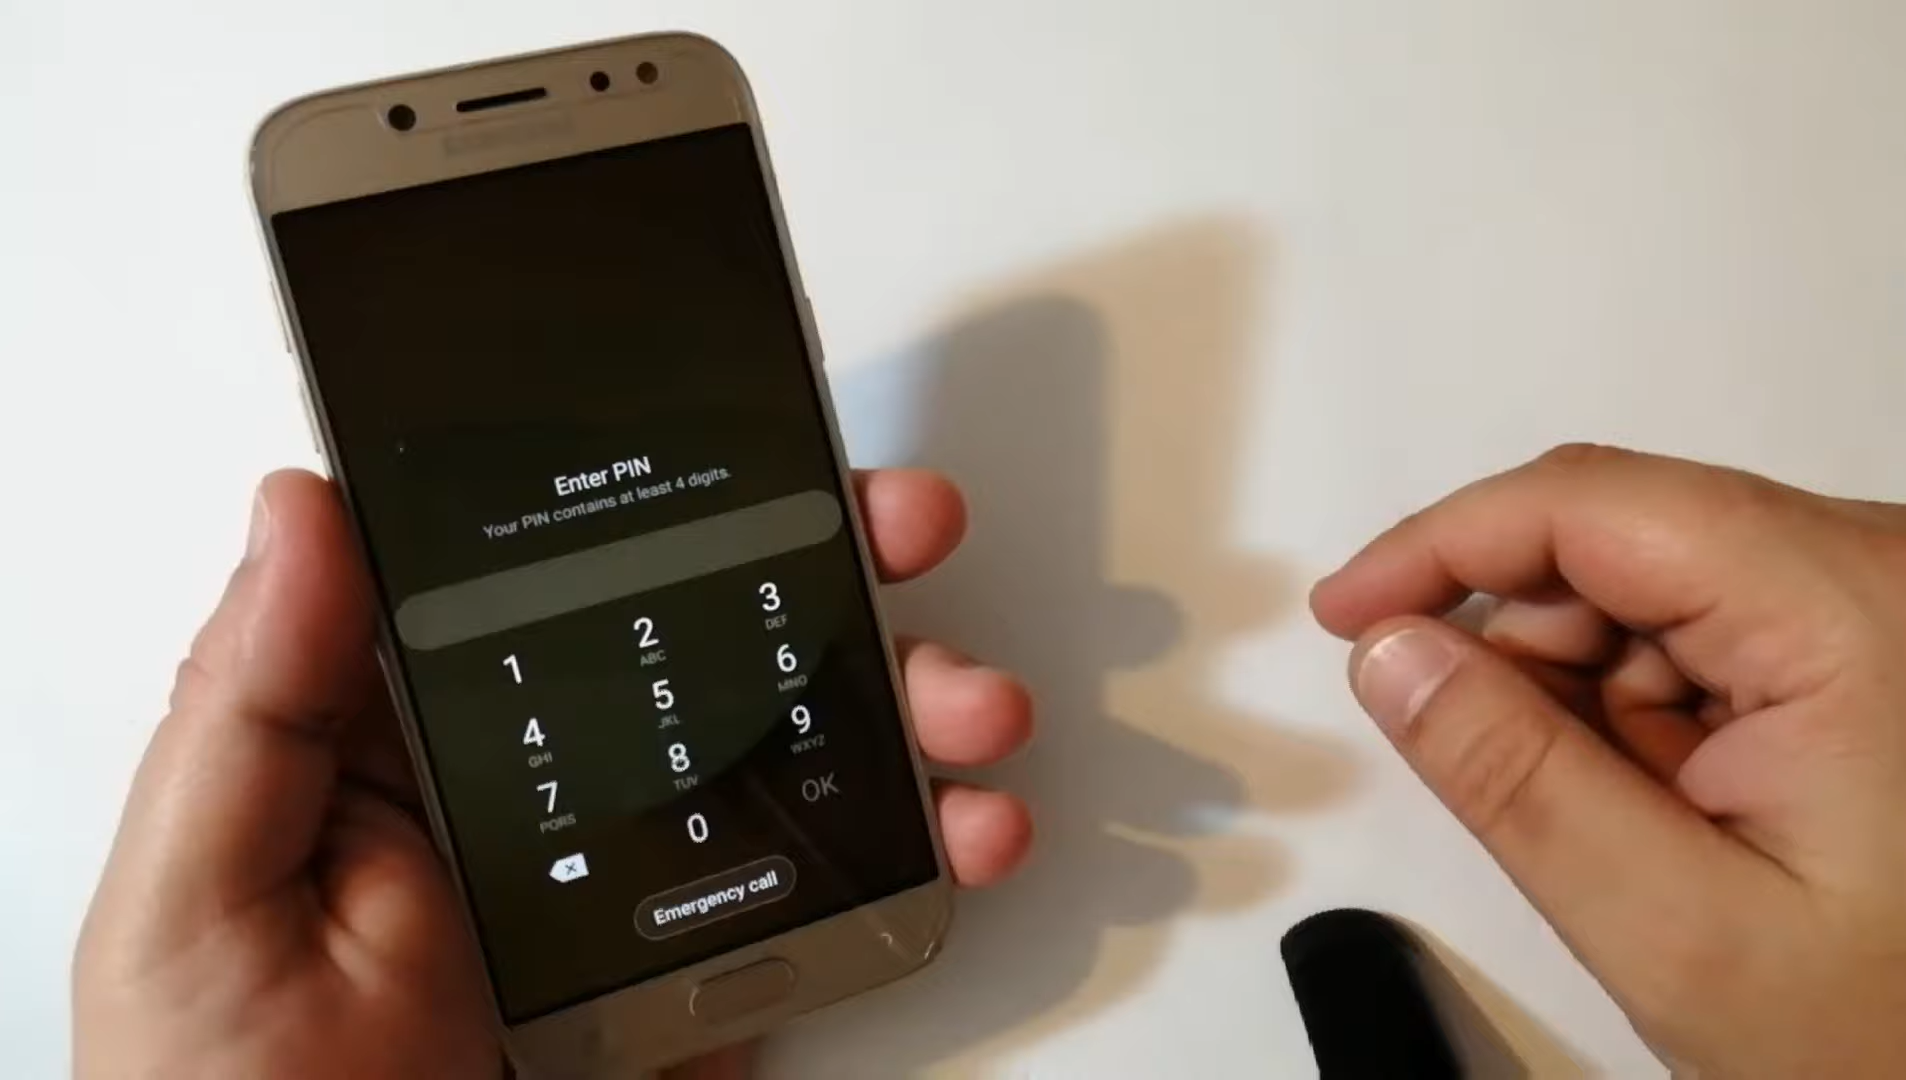 Enter PIN
Your PIN contains at least 4 digits.
1
2
ABC
3
DEF
4
GHI
5
JKL
6
MNO
7
PQRS
8
TUV
9
WXYZ
0
OK
Emergency call